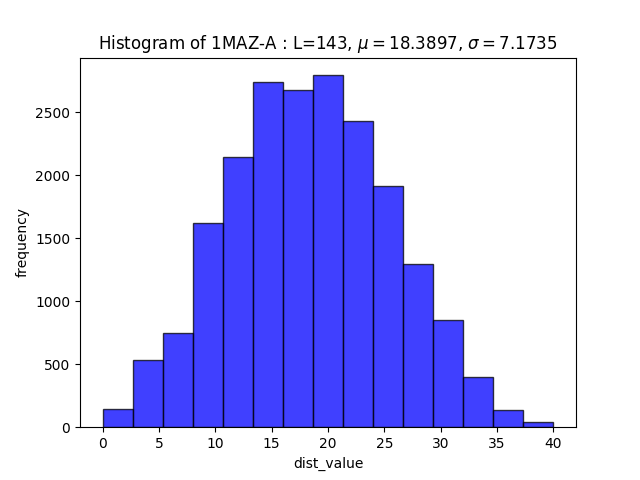 Histogram of 1MAZ-A : L=143, μ = 18.3897, σ = 7.1735
2500
2000
1500
1000
500
0
frequency
0 5 10 15 20 25 30 35 40
dist_value